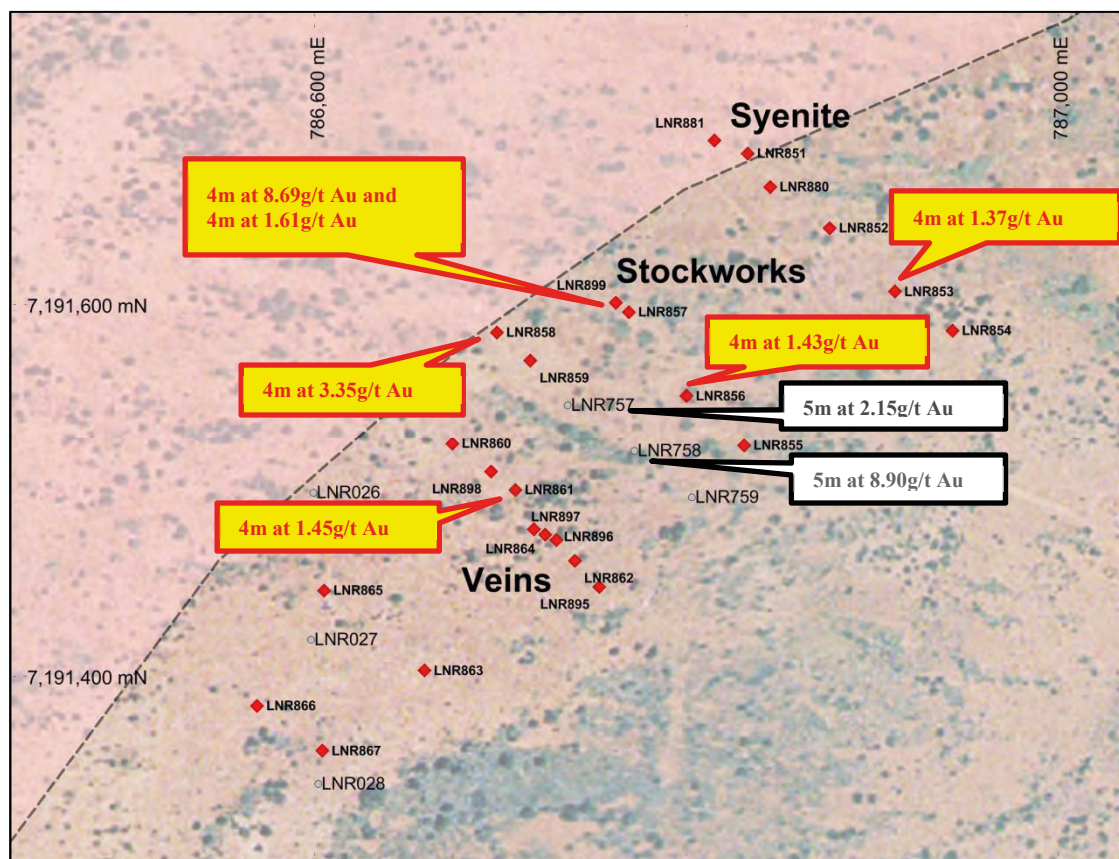 786,600 mE
787,000 mE
LNR881
Syenite
LNR851
4m at 8.69g/t Au and
4m at 1.61g/t Au
LNR880
4m at 1.37g/t Au
LNR852
Stockworks
LNR899
LNR853
7,191,600 mN
LNR857
LNR858
LNR854
4m at 1.43g/t Au
LNR859
4m at 3.35g/t Au
LNR856
LNR757
5m at 2.15g/t Au
LNR860
LNR758
LNR855
LNR898
5m at 8.90g/t Au
LNR026
LNR861
LNR759
4m at 1.45g/t Au
LNR897
LNR896
LNR864
Veins
LNR862
LNR865
LNR895
LNR027
LNR863
7,191,400 mN
LNR866
LNR867
LNR028